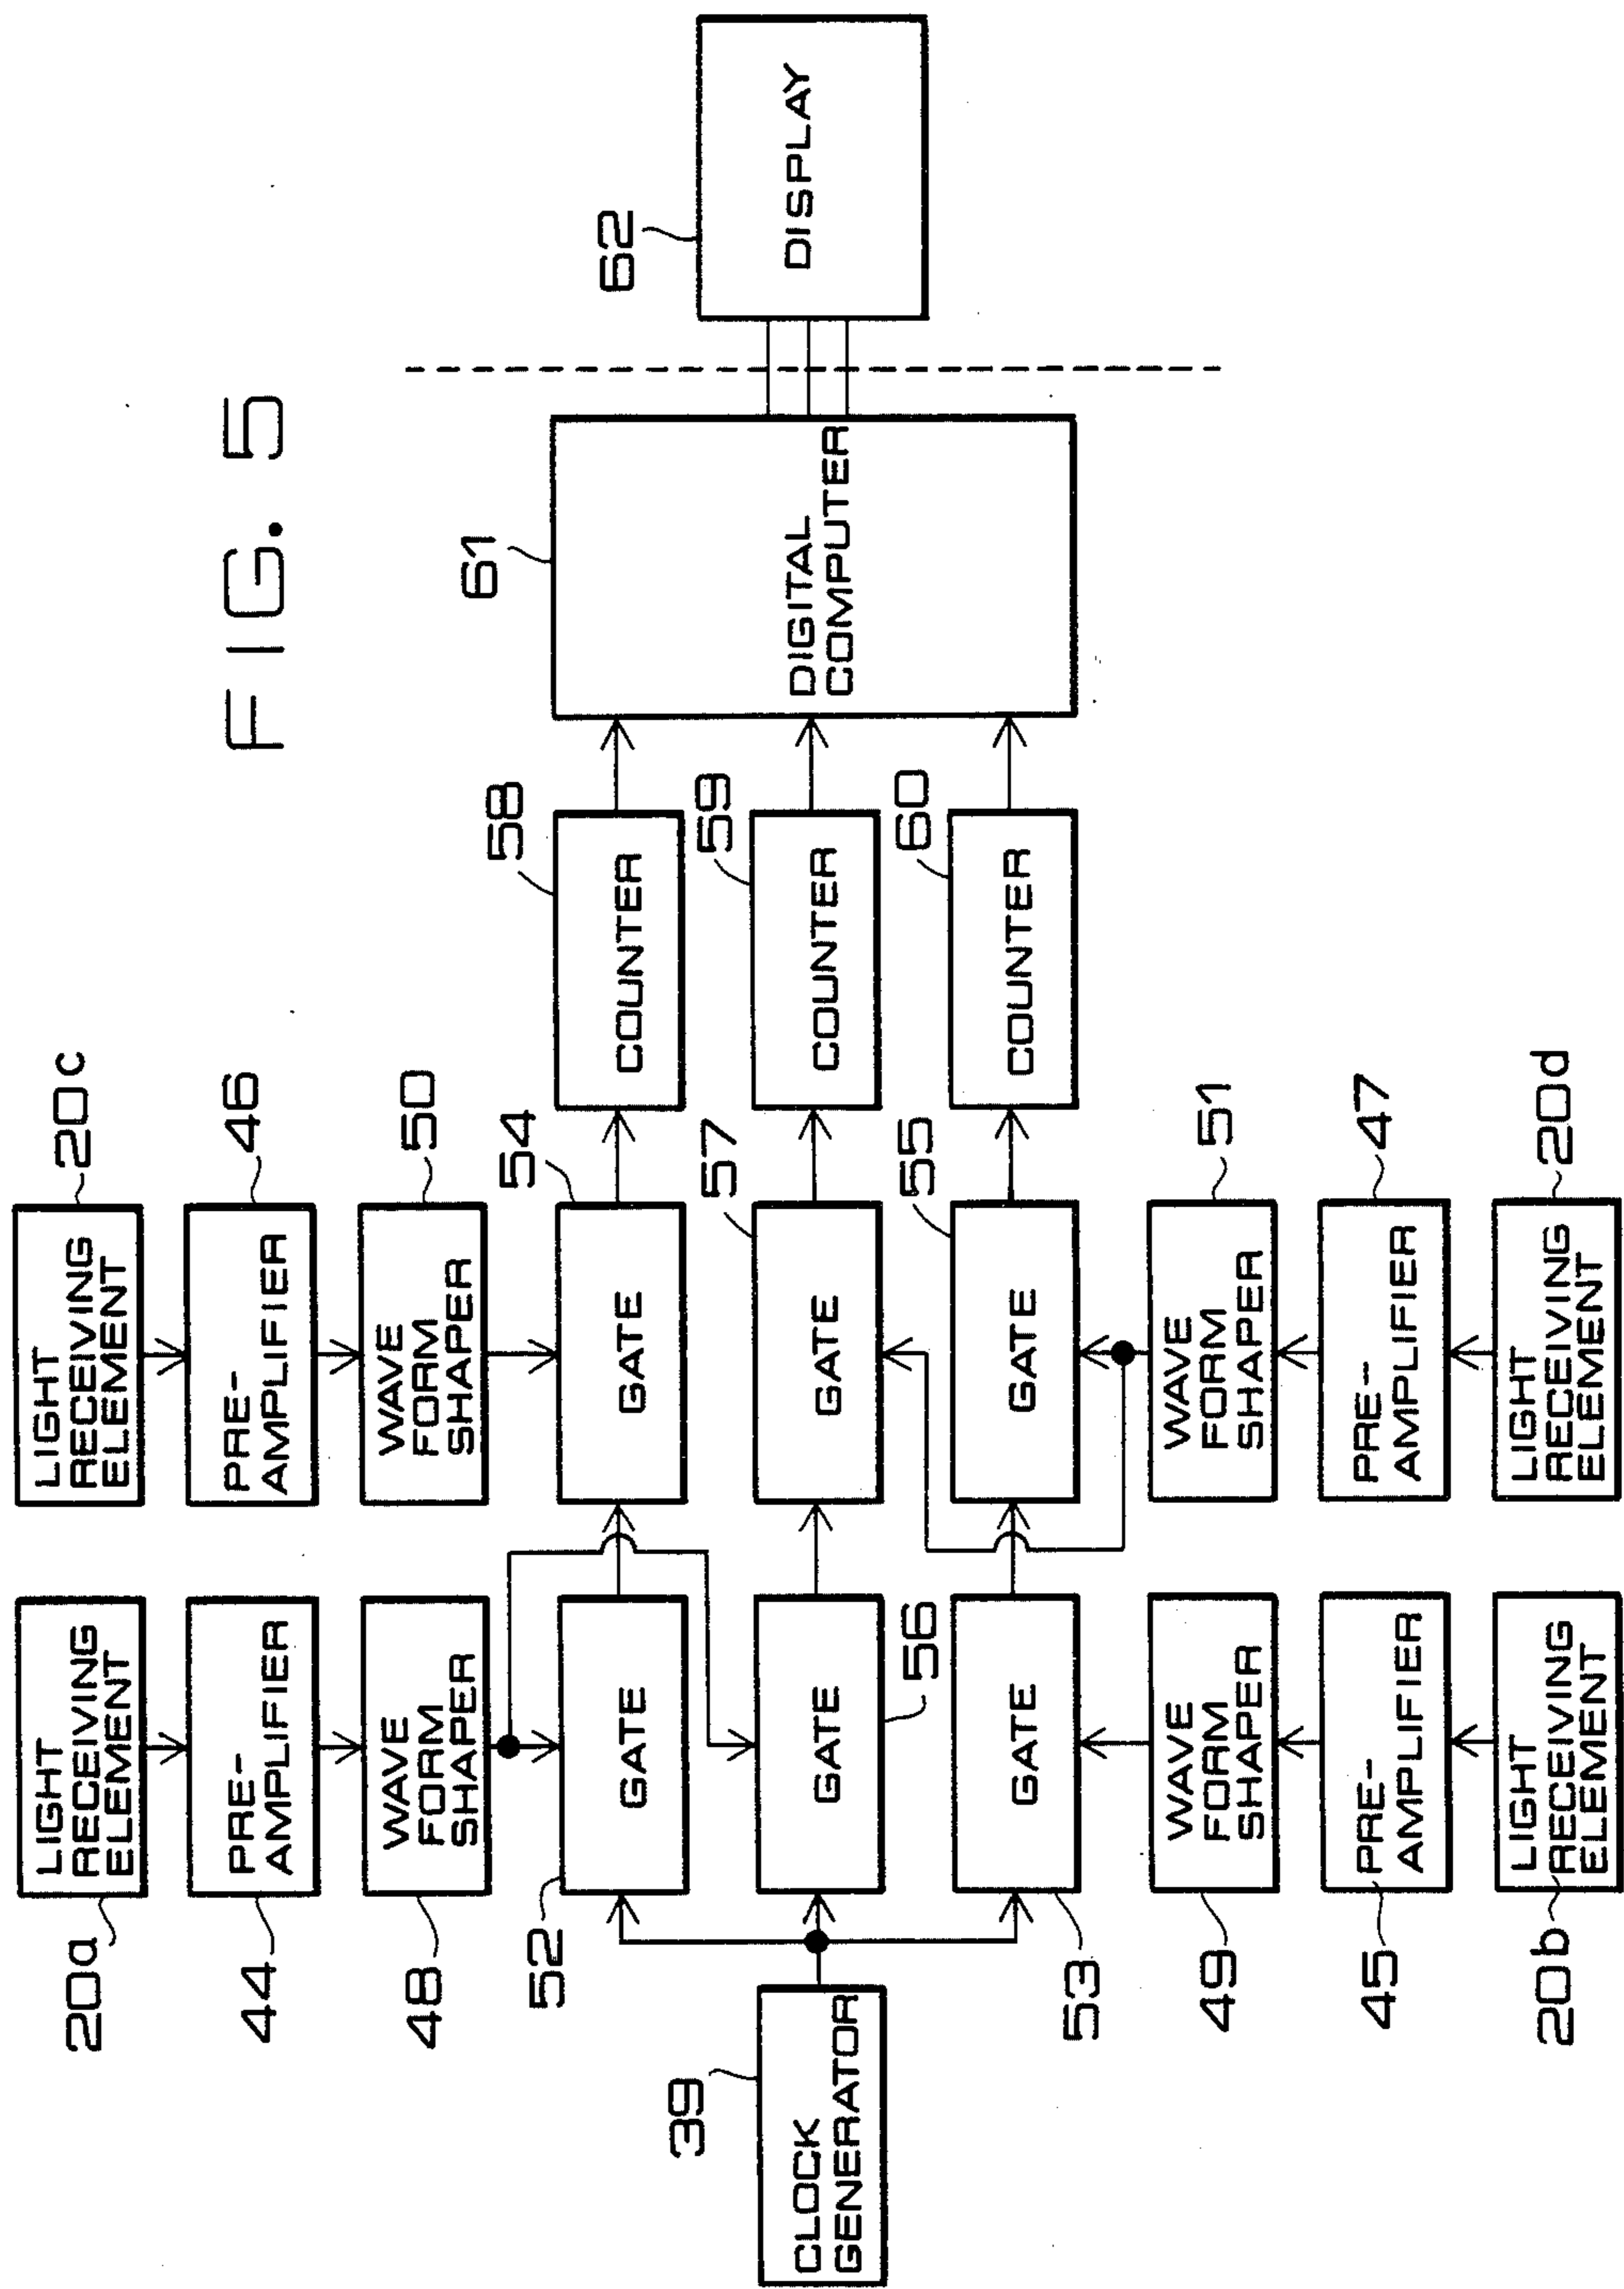 FIG. 5
20a
LIGHT
RECEIVING
ELEMENT
20c
LIGHT
RECEIVING
ELEMENT
44
PRE-
AMPLIFIER
46
PRE-
AMPLIFIER
48
WAVE
FORM
SHAPER
50
WAVE
FORM
SHAPER
52
GATE
54
GATE
58
COUNTER
61
DIGITAL
COMPUTER
62
DISPLAY
39
CLOCK
GENERATOR
56
GATE
57
GATE
59
COUNTER
53
GATE
55
GATE
60
COUNTER
49
WAVE
FORM
SHAPER
51
WAVE
FORM
SHAPER
45
PRE-
AMPLIFIER
47
PRE-
AMPLIFIER
20b
LIGHT
RECEIVING
ELEMENT
20d
LIGHT
RECEIVING
ELEMENT